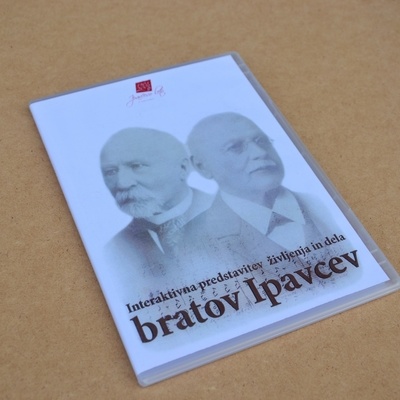 Interaktivna predstavitev življenja in dela
bratov Ipavcev